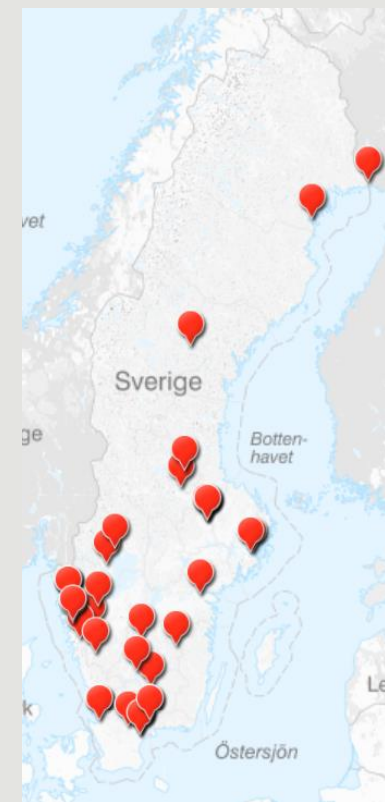 vet
Sverige
ge
Botten-
havet
Le
k
Östersjön